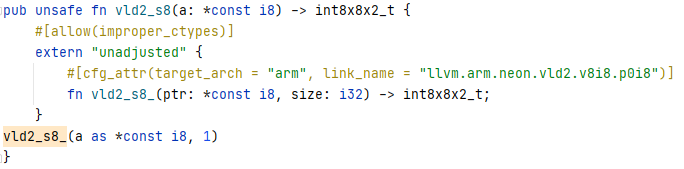 pub unsafe fn vld2_s8(a: *const i8) -> int8x8x2_t {
    #[allow(improper_ctypes)]
    extern "unadjusted" {
        #[cfg_attr(target_arch = "arm", link_name = "llvm.arm.neon.vld2.v8i8.p0i8")]
        fn vld2_s8_(ptr: *const i8, size: i32) -> int8x8x2_t;
    }
vld2_s8_(a as *const i8, 1)
}